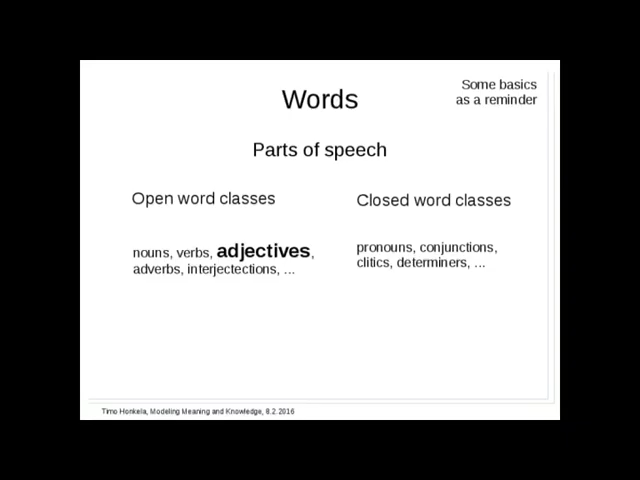 Some basics
as a reminder
Words
Parts of speech
Open word classes
Closed word classes
nouns, verbs, adjectives,
adverbs, interjectections, ...
pronouns, conjunctions,
clitics, determiners, ...
Timo Honkela, Modeling Meaning and Knowledge, 8.2.2016